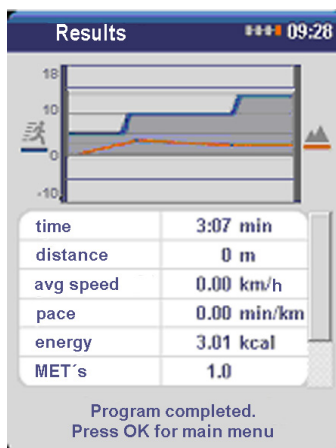 Results 09:28
18
10
0
-10
time 3:07 min
distance 0 m
avg speed 0.00 km/h
pace 0.00 min/km
energy 3.01 kcal
MET´s 1.0
Program completed.
Press OK for main menu